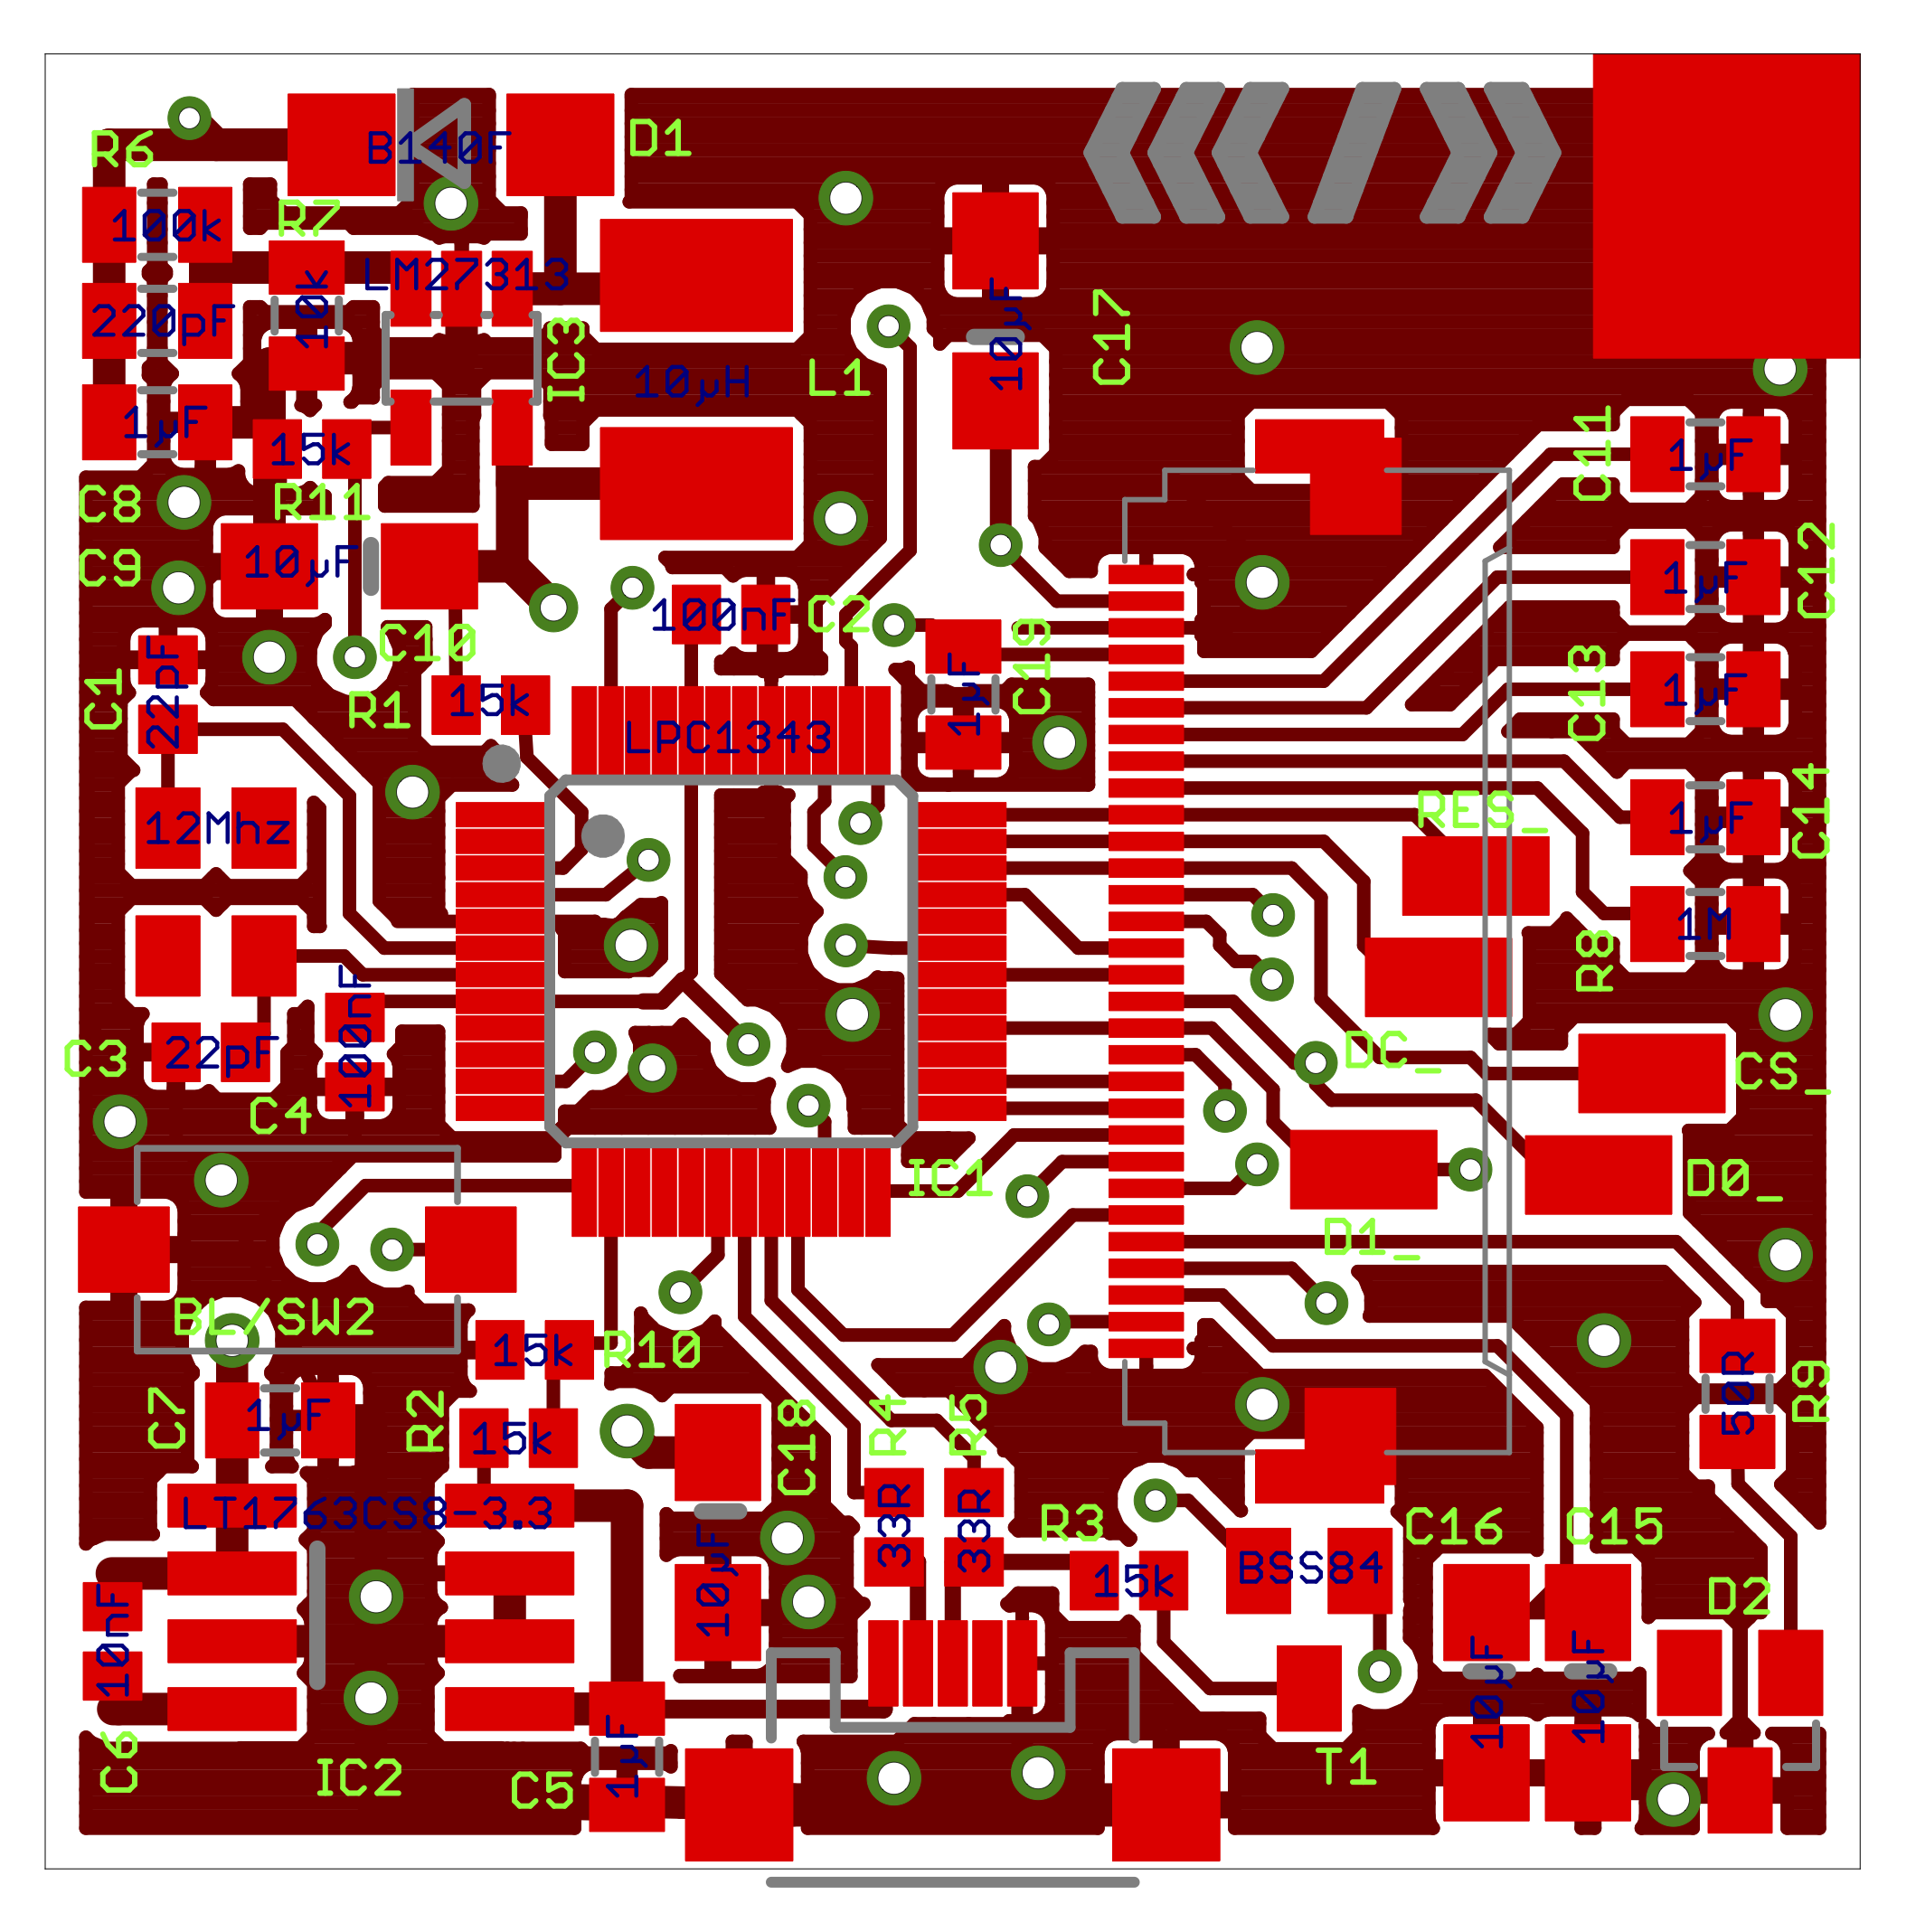 R6
B140F
D1
100k
R7
LM27313
220pF
10k
IC3
10µH
L1
10µF
C17
1µF
15k
C8
R11
C9
10µF
C10
100nF
C2
C11
1µF
C12
1µF
C1
22pF
R1
15k
LPC1343
1µF
C19
C13
1µF
12Mhz
RES_
1µF
C14
R8
1M
C3
22pF
100nF
C4
DC_
CS_
IC1
D0_
D1_
BL/SW2
15k
R10
C7
1µF
R2
15k
C18
R4
R5
50R
R9
LT1763CS8-3.3
10µF
33R
33R
R3
15k
BSS84
C16
C15
D2
10nF
C6
IC2
C5
1µF
T1
10µF
10µF